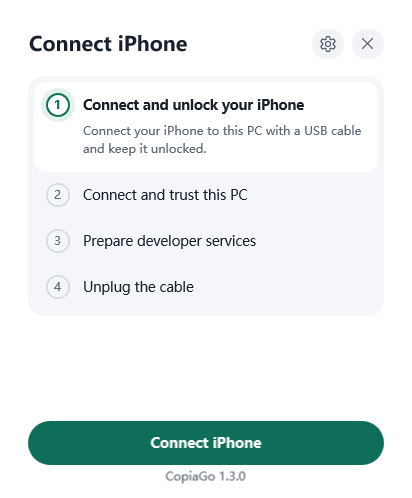 Connect iPhone
1 Connect and unlock your iPhone
Connect your iPhone to this PC with a USB cable
and keep it unlocked.
2 Connect and trust this PC
3 Prepare developer services
4 Unplug the cable
Connect iPhone
CopiaGo 1.3.0